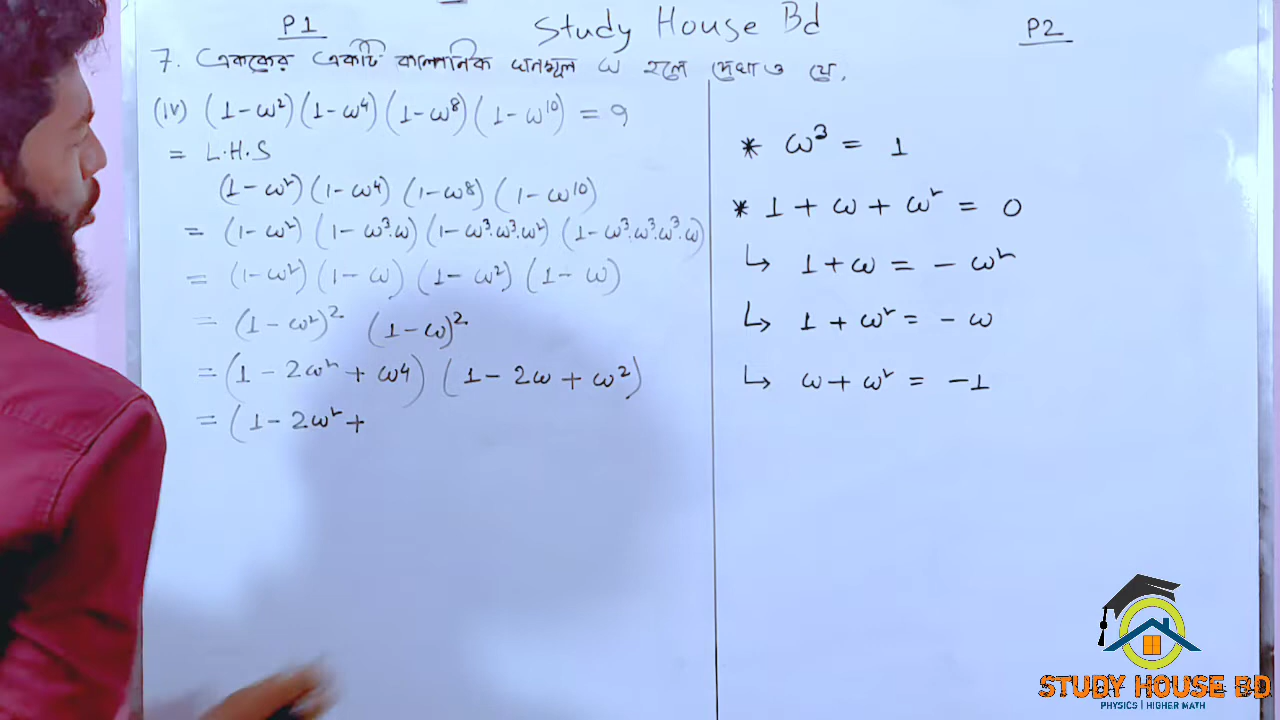 P1
Study House Bd
P2
7. এককের একটি কাল্পনিক ঘনমূল ω হলে দেখাও যে,
(iv) (1-ω²)(1-ω⁴)(1-ω⁸)(1-ω¹⁰) = 9
= L.H.S
(1-ω²)(1-ω⁴)(1-ω⁸)(1-ω¹⁰)
= (1-ω²)(1-ω³·ω)(1-ω³·ω³·ω²)(1-ω³·ω³·ω³·ω)
= (1-ω²)(1-ω)(1-ω²)(1-ω)
= (1-ω²)² (1-ω)²
= (1-2ω²+ω4)(1-2ω+ω²)
= (1-2ω²+
* ω³ = 1
* 1+ω+ω² = 0
↳ 1+ω = -ω²
↳ 1+ω² = -ω
↳ ω+ω² = -1
STUDY HOUSE BD
PHYSICS | HIGHER MATH